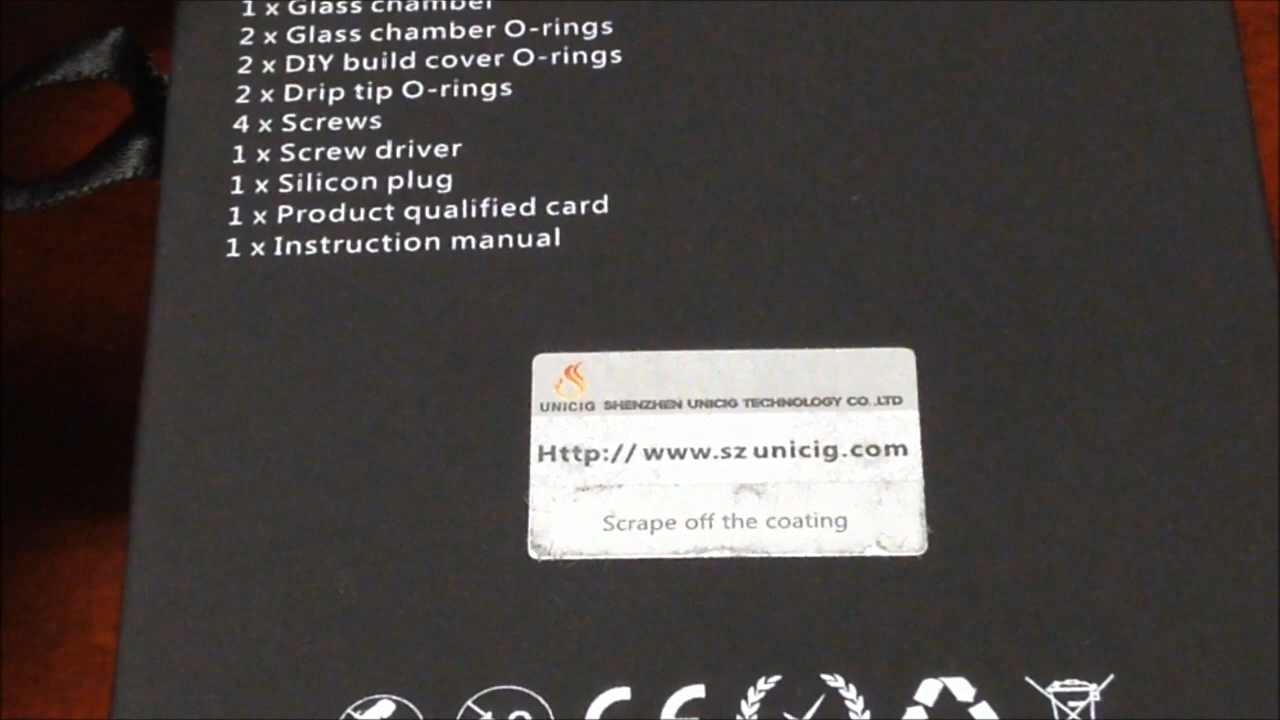 1 x Glass chamber
2 x Glass chamber O-rings
2 x DIY build cover O-rings
2 x Drip tip O-rings
4 x Screws
1 x Screw driver
1 x Silicon plug
1 x Product qualified card
1 x Instruction manual
UNICIG SHENZHEN UNICIG TECHNOLOGY CO.,LTD
Http://www.szunicig.com
Scrape off the coating
CE